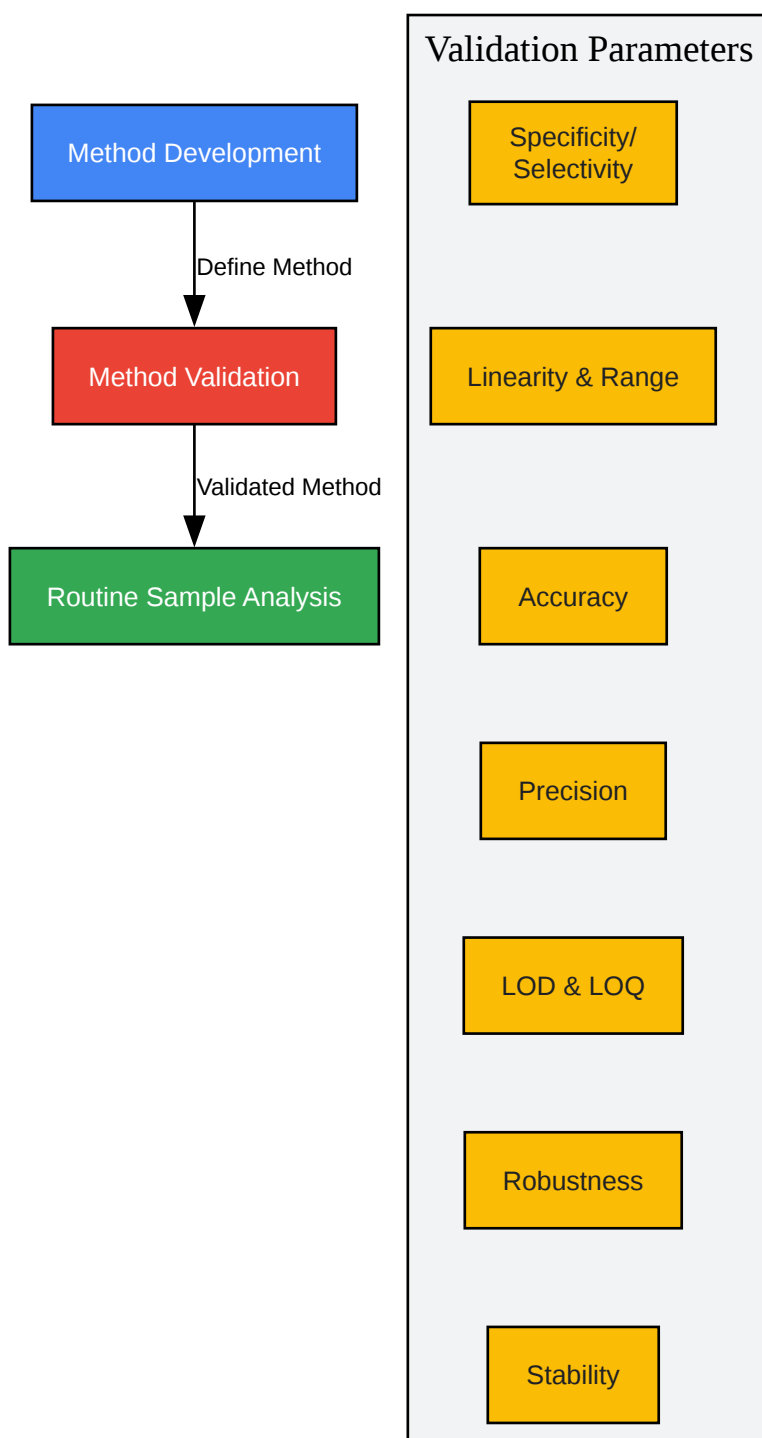 Validation Parameters
Method Development
Specificity/
Selectivity
Define Method
Method Validation
Linearity & Range
Validated Method
Routine Sample Analysis
Accuracy
Precision
LOD & LOQ
Robustness
Stability